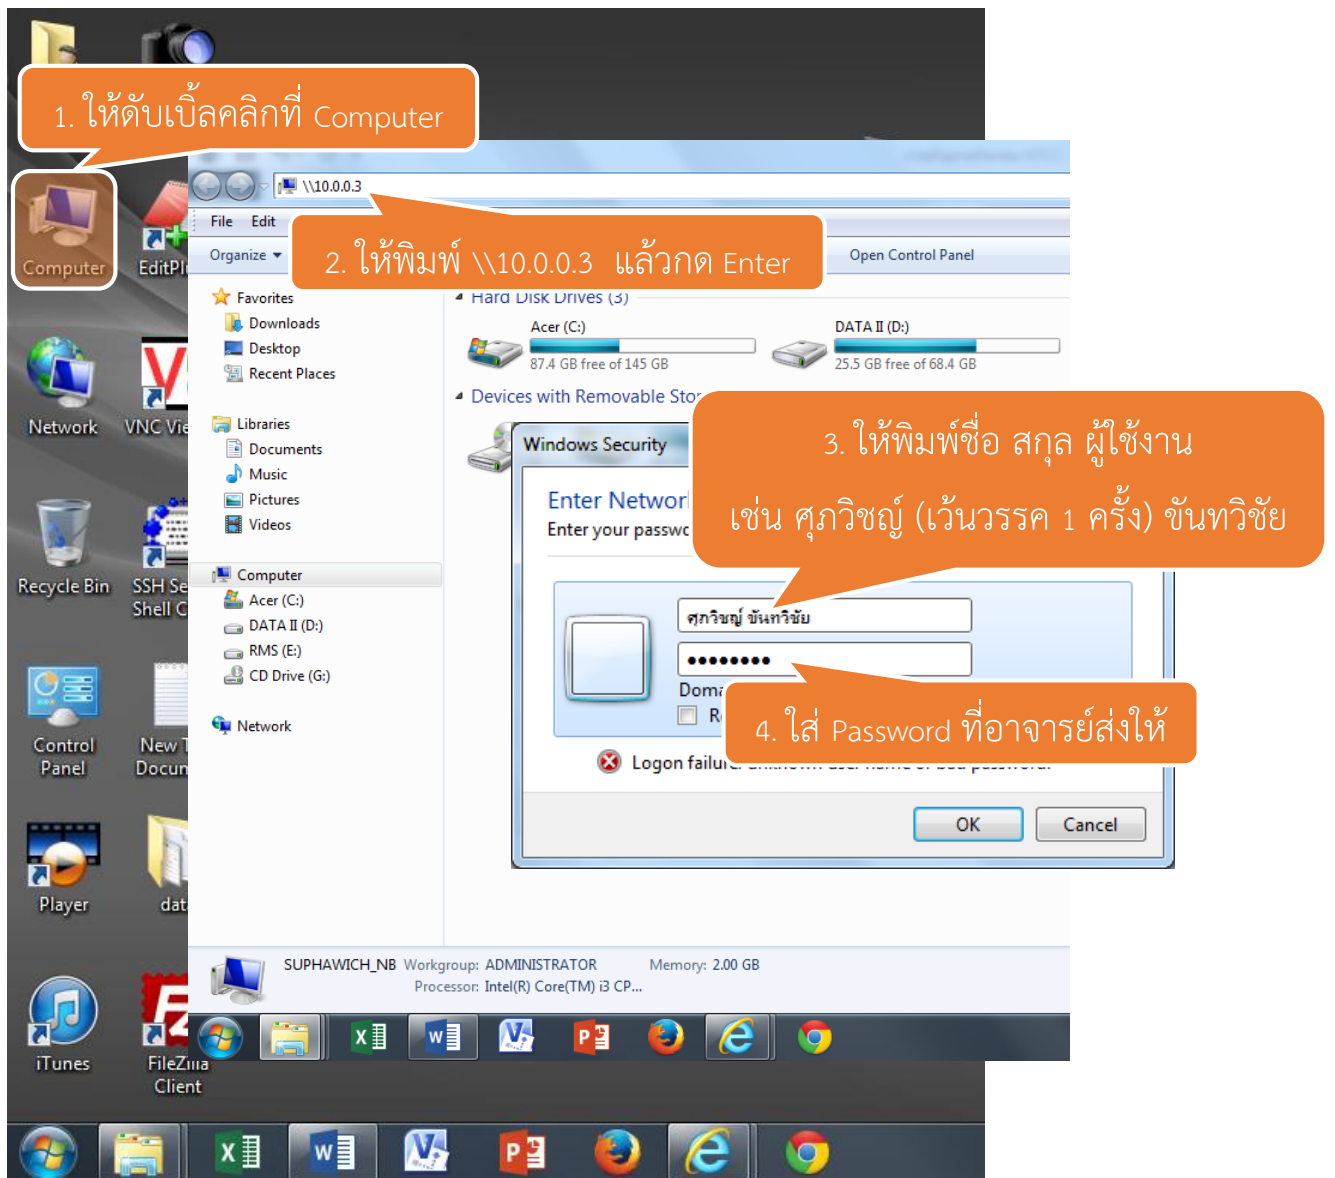 1. ให้ดับเบิ้ลคลิกที่ Computer
\\10.0.0.3
File Edit
2. ให้พิมพ์ \\10.0.0.3 แล้วกด Enter
Organize
Open Control Panel
Computer
Favorites
Downloads
Desktop
Recent Places
Libraries
Documents
Music
Pictures
Videos
Computer
Acer (C:)
DATA II (D:)
RMS (E:)
CD Drive (G:)
Network
Hard Disk Drives (3)
Acer (C:)
87.4 GB free of 145 GB
DATA II (D:)
25.5 GB free of 68.4 GB
Devices with Removable
3. ให้พิมพ์ชื่อ สกุล ผู้ใช้งาน
เช่น ศุภวิชญ์ (เว้นวรรค 1 ครั้ง) ขันทวิชัย
Windows Security
Enter
Enter your
ศุภวิชญ์ ขันทวิชัย
4. ใส่ Password ที่อาจารย์ส่งให้
Logon
OK
Cancel
Network
VNC
Recycle Bin
SSH
Shell
Control
Panel
New
Player
iTunes
FileZilla
Client
SUPHAWICH_NB Workgroup: ADMINISTRATOR Memory: 2.00 GB
Processor: Intel(R) Core(TM) i3 CP...